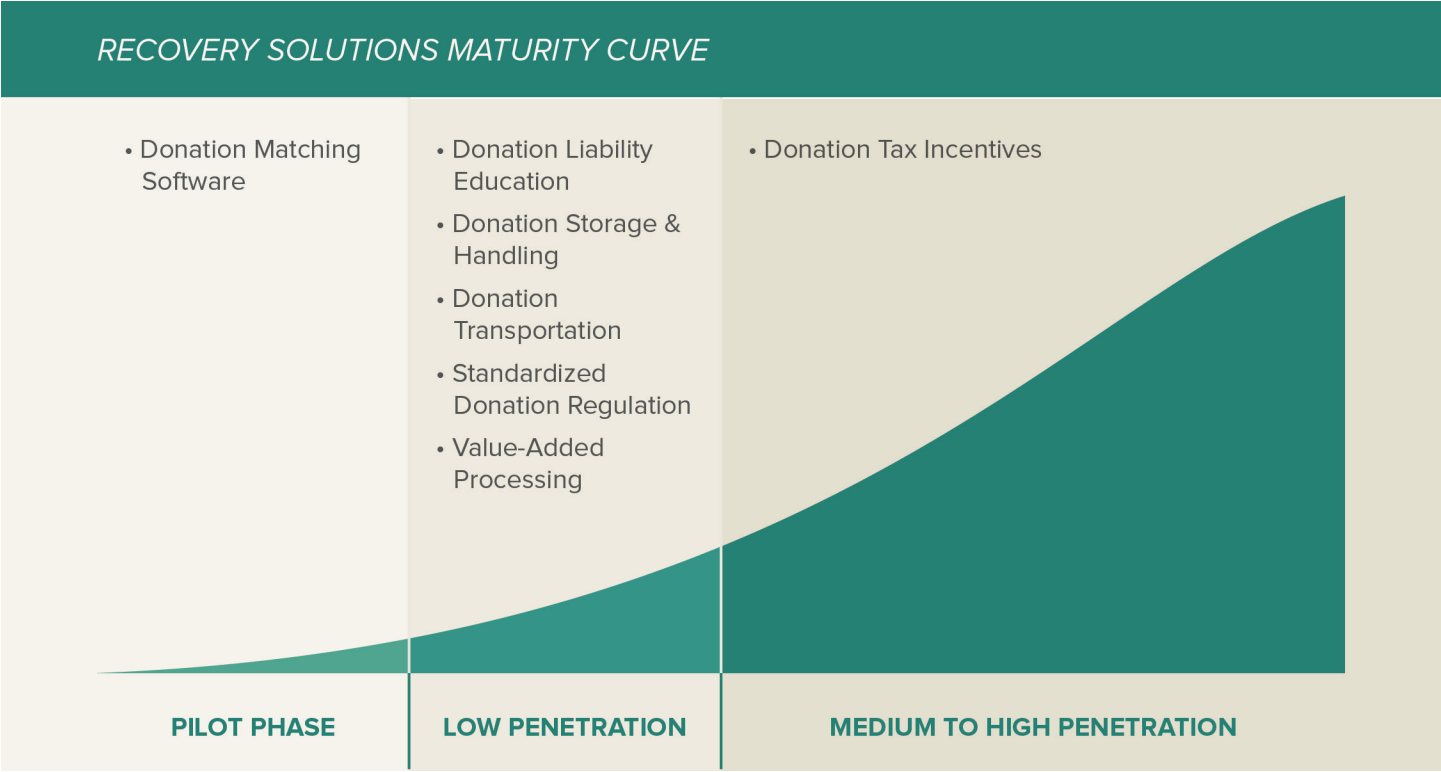 RECOVERY SOLUTIONS MATURITY CURVE
• Donation Matching
Software
• Donation Liability
Education
• Donation Storage &
Handling
• Donation
Transportation
• Standardized
Donation Regulation
• Value-Added
Processing
• Donation Tax Incentives
PILOT PHASE
LOW PENETRATION
MEDIUM TO HIGH PENETRATION